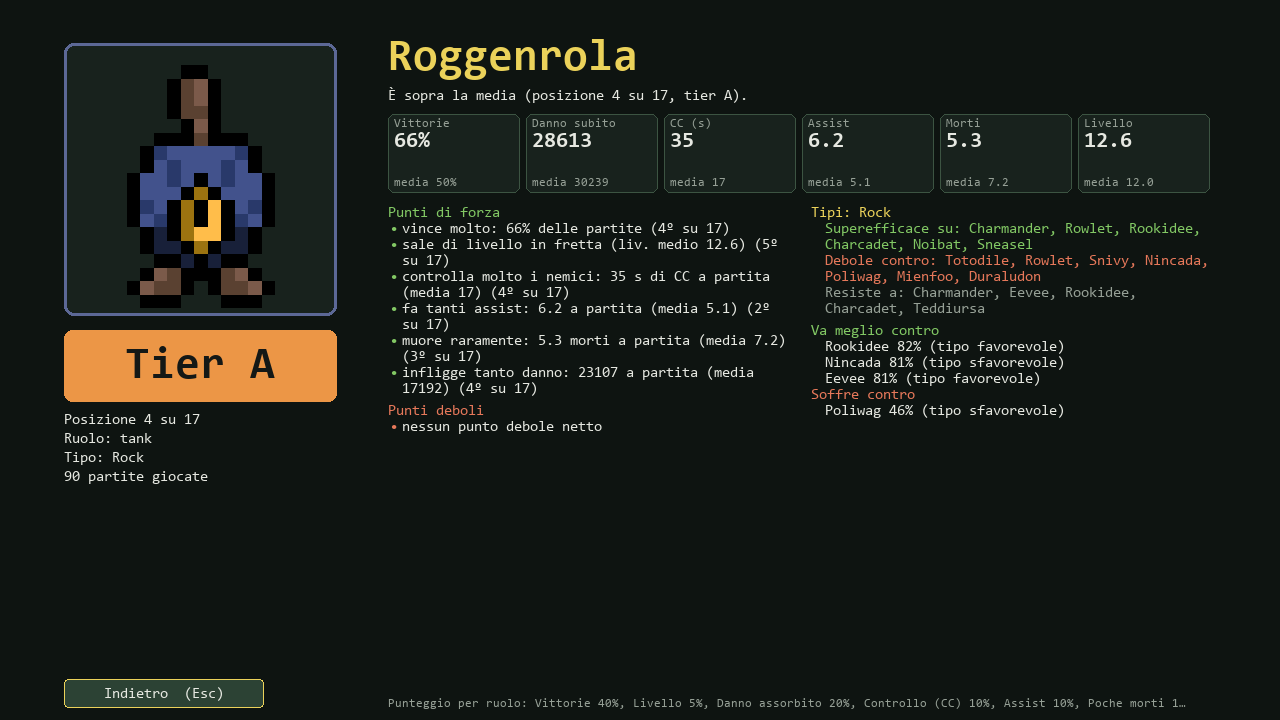 Roggenrola
È sopra la media (posizione 4 su 17, tier A).
Vittorie
66%
media 50%
Danno subito
28613
media 30239
CC (s)
35
media 17
Assist
6.2
media 5.1
Morti
5.3
media 7.2
Livello
12.6
media 12.0
Tier A
Posizione 4 su 17
Ruolo: tank
Tipo: Rock
90 partite giocate
Punti di forza
• vince molto: 66% delle partite (4º su 17)
• sale di livello in fretta (liv. medio 12.6) (5º
su 17)
• controlla molto i nemici: 35 s di CC a partita
(media 17) (4º su 17)
• fa tanti assist: 6.2 a partita (media 5.1) (2º
su 17)
• muore raramente: 5.3 morti a partita (media 7.2)
(3º su 17)
• infligge tanto danno: 23107 a partita (media
17192) (4º su 17)
Punti deboli
• nessun punto debole netto
Tipi: Rock
Superefficace su: Charmander, Rowlet, Rookidee,
Charcadet, Noibat, Sneasel
Debole contro: Totodile, Rowlet, Snivy, Nincada,
Poliwag, Mienfoo, Duraludon
Resiste a: Charmander, Eevee, Rookidee,
Charcadet, Teddiursa
Va meglio contro
Rookidee 82% (tipo favorevole)
Nincada 81% (tipo sfavorevole)
Eevee 81% (tipo favorevole)
Soffre contro
Poliwag 46% (tipo sfavorevole)
Indietro (Esc)
Punteggio per ruolo: Vittorie 40%, Livello 5%, Danno assorbito 20%, Controllo (CC) 10%, Assist 10%, Poche morti 1…